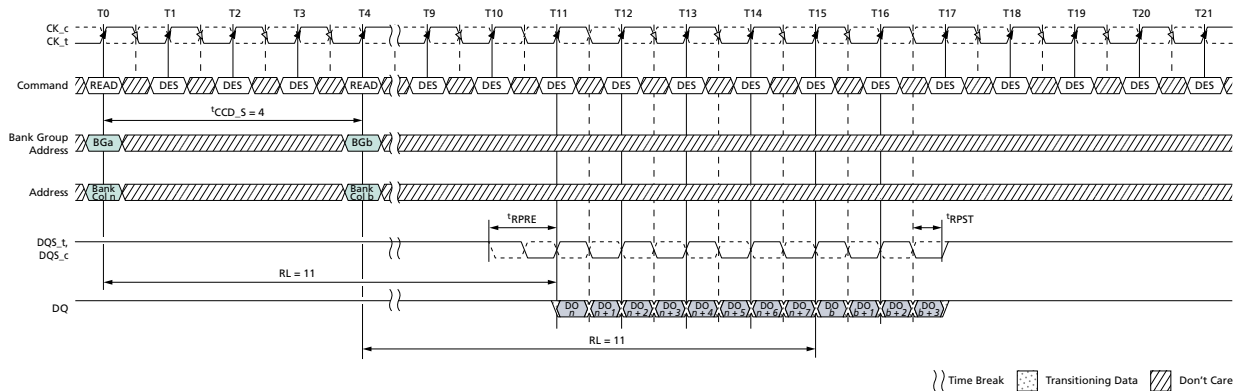 T0 T1 T2 T3 T4 T9 T10 T11 T12 T13 T14 T15 T16 T17 T18 T19 T20 T21
CK_c
CK_t
Command READ DES DES DES READ DES DES DES DES DES DES DES DES DES DES DES DES DES
tCCD_S = 4
Bank Group
Address
BGa BGb
Address
Bank
Col n
Bank
Col b
tRPRE tRPST
DQS_t,
DQS_c
RL = 11
DQ
DO
n
DO
n + 1
DO
n + 2
DO
n + 3
DO
n + 4
DO
n + 5
DO
n + 6
DO
n + 7
DO
b
DO
b + 1
DO
b + 2
DO
b + 3
RL = 11
Time Break Transitioning Data Don't Care